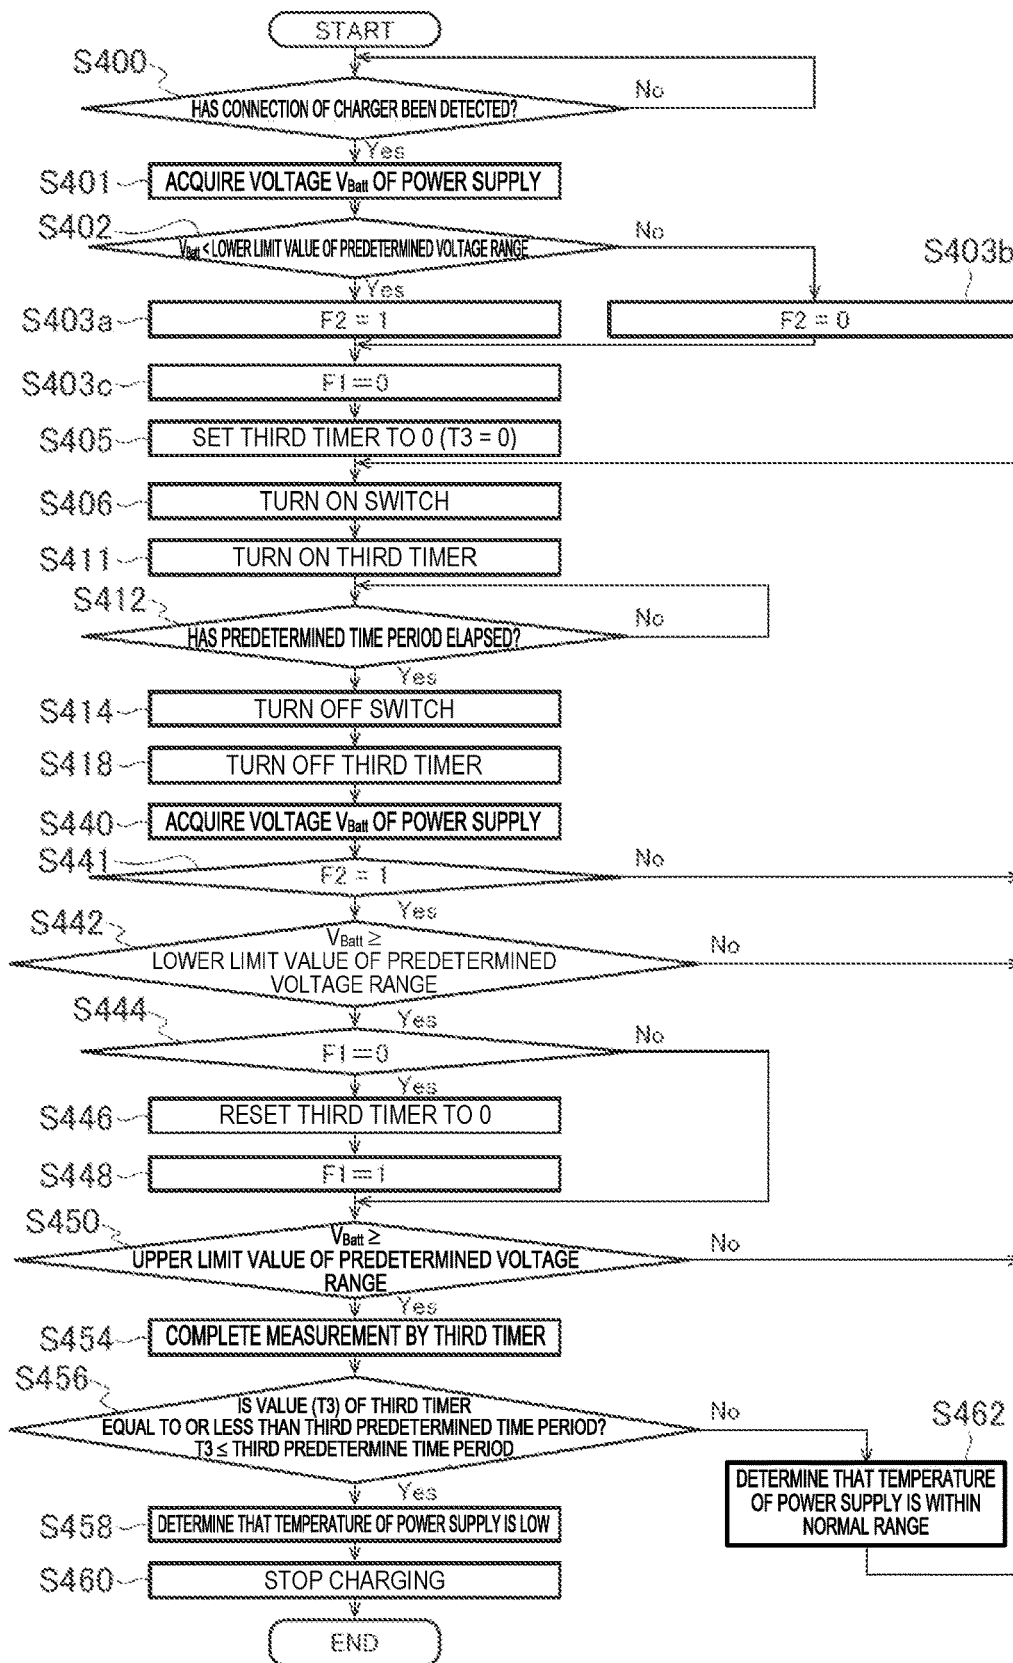 START
S400
HAS CONNECTION OF CHARGER BEEN DETECTED?
No
Yes
S401
ACQUIRE VOLTAGE VBatt OF POWER SUPPLY
S402
VBatt < LOWER LIMIT VALUE OF PREDETERMINED VOLTAGE RANGE
No
Yes
S403b
S403a
F2 = 1
F2 = 0
S403c
F1=0
S405
SET THIRD TIMER TO 0 (T3 = 0)
S406
TURN ON SWITCH
S411
TURN ON THIRD TIMER
S412
HAS PREDETERMINED TIME PERIOD ELAPSED?
No
Yes
S414
TURN OFF SWITCH
S418
TURN OFF THIRD TIMER
S440
ACQUIRE VOLTAGE VBatt OF POWER SUPPLY
S441
F2 = 1
No
Yes
S442
VBatt ≥
LOWER LIMIT VALUE OF PREDETERMINED
VOLTAGE RANGE
No
Yes
S444
F1=0
No
Yes
S446
RESET THIRD TIMER TO 0
S448
F1=1
S450
VBatt ≥
UPPER LIMIT VALUE OF PREDETERMINED VOLTAGE
RANGE
No
Yes
S454
COMPLETE MEASUREMENT BY THIRD TIMER
S456
IS VALUE (T3) OF THIRD TIMER
EQUAL TO OR LESS THAN THIRD PREDETERMINED TIME PERIOD?
T3 ≤ THIRD PREDETERMINE TIME PERIOD
No
Yes
S462
DETERMINE THAT TEMPERATURE
OF POWER SUPPLY IS WITHIN
NORMAL RANGE
S458
DETERMINE THAT TEMPERATURE OF POWER SUPPLY IS LOW
S460
STOP CHARGING
END